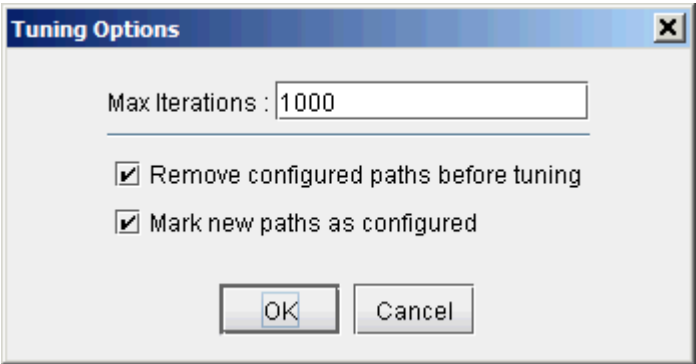 Tuning Options
Max Iterations : 1000
Remove configured paths before tuning
Mark new paths as configured
OK Cancel